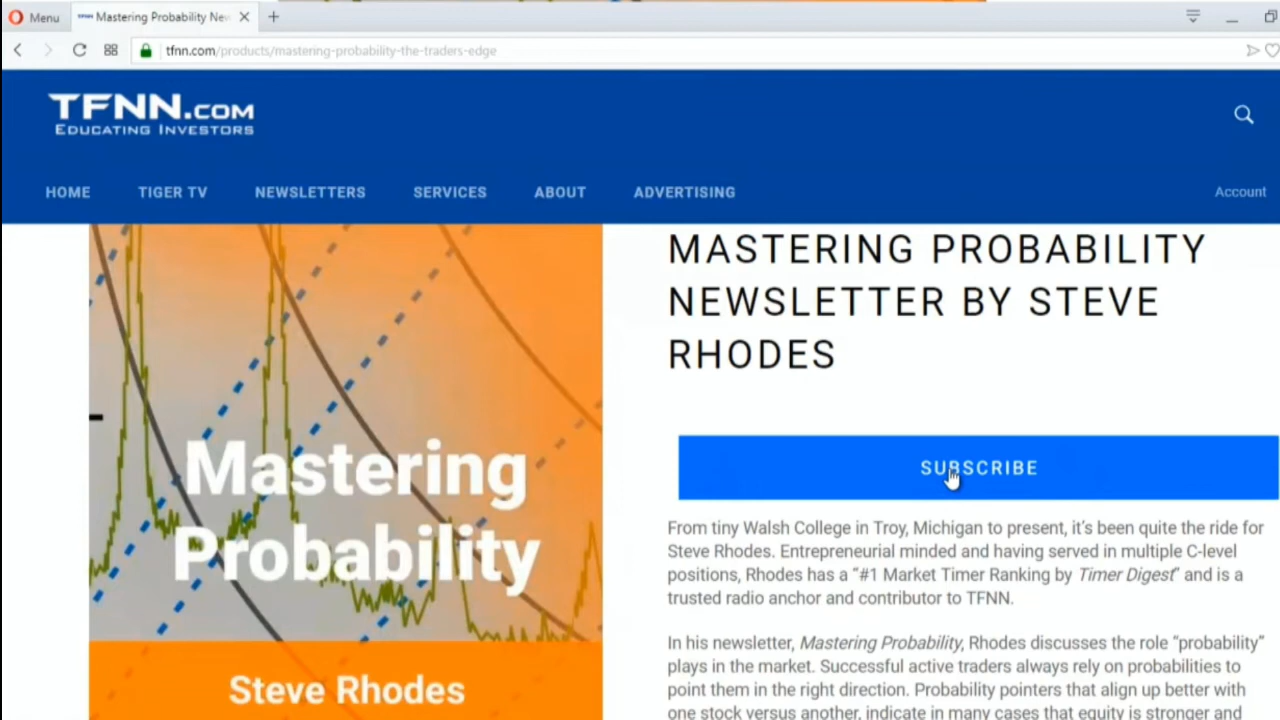 Menu
Mastering Probability New
tfnn.com/products/mastering-probability-the-traders-edge
TFNN.COM
EDUCATING INVESTORS
HOME TIGER TV NEWSLETTERS SERVICES ABOUT ADVERTISING Account
MASTERING PROBABILITY
NEWSLETTER BY STEVE
RHODES
Mastering
Probability
Steve Rhodes
SUBSCRIBE
From tiny Walsh College in Troy, Michigan to present, it’s been quite the ride for
Steve Rhodes. Entrepreneurial minded and having served in multiple C-level
positions, Rhodes has a “#1 Market Timer Ranking by Timer Digest” and is a
trusted radio anchor and contributor to TFNN.
In his newsletter, Mastering Probability, Rhodes discusses the role “probability”
plays in the market. Successful active traders always rely on probabilities to
point them in the right direction. Probability pointers that align up better with
one stock versus another, indicate in many cases that equity is stronger and